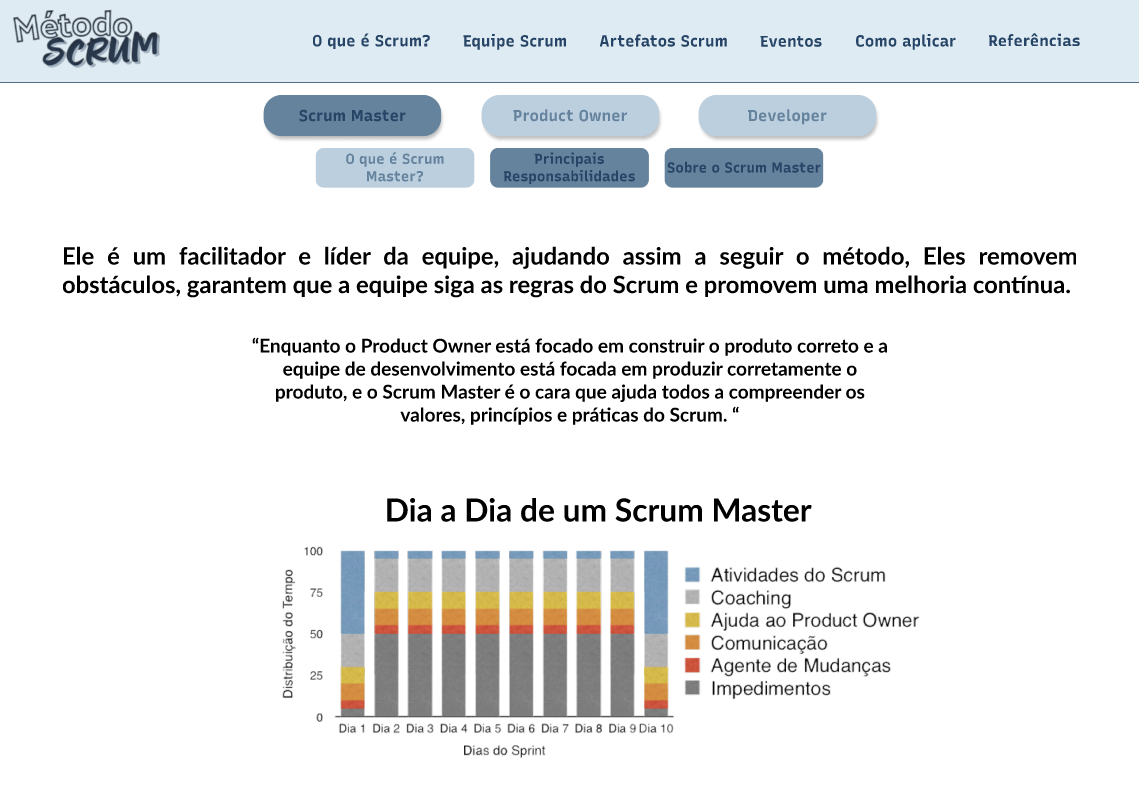 Método
SCRUM
O que é Scrum?
Equipe Scrum
Artefatos Scrum
Eventos
Como aplicar
Referências
Scrum Master
Product Owner
Developer
O que é Scrum
Master?
Principais
Responsabilidades
Sobre o Scrum Master
Ele é um facilitador e líder da equipe, ajudando assim a seguir o método, Eles removem
obstáculos, garantem que a equipe siga as regras do Scrum e promovem uma melhoria contínua.
“Enquanto o Product Owner está focado em construir o produto correto e a
equipe de desenvolvimento está focada em produzir corretamente o
produto, e o Scrum Master é o cara que ajuda todos a compreender os
valores, princípios e práticas do Scrum. “
Dia a Dia de um Scrum Master
Distribuição do Tempo
100
75
50
25
0
Dia 1 Dia 2 Dia 3 Dia 4 Dia 5 Dia 6 Dia 7 Dia 8 Dia 9 Dia 10
Dias do Sprint
Atividades do Scrum
Coaching
Ajuda ao Product Owner
Comunicação
Agente de Mudanças
Impedimentos